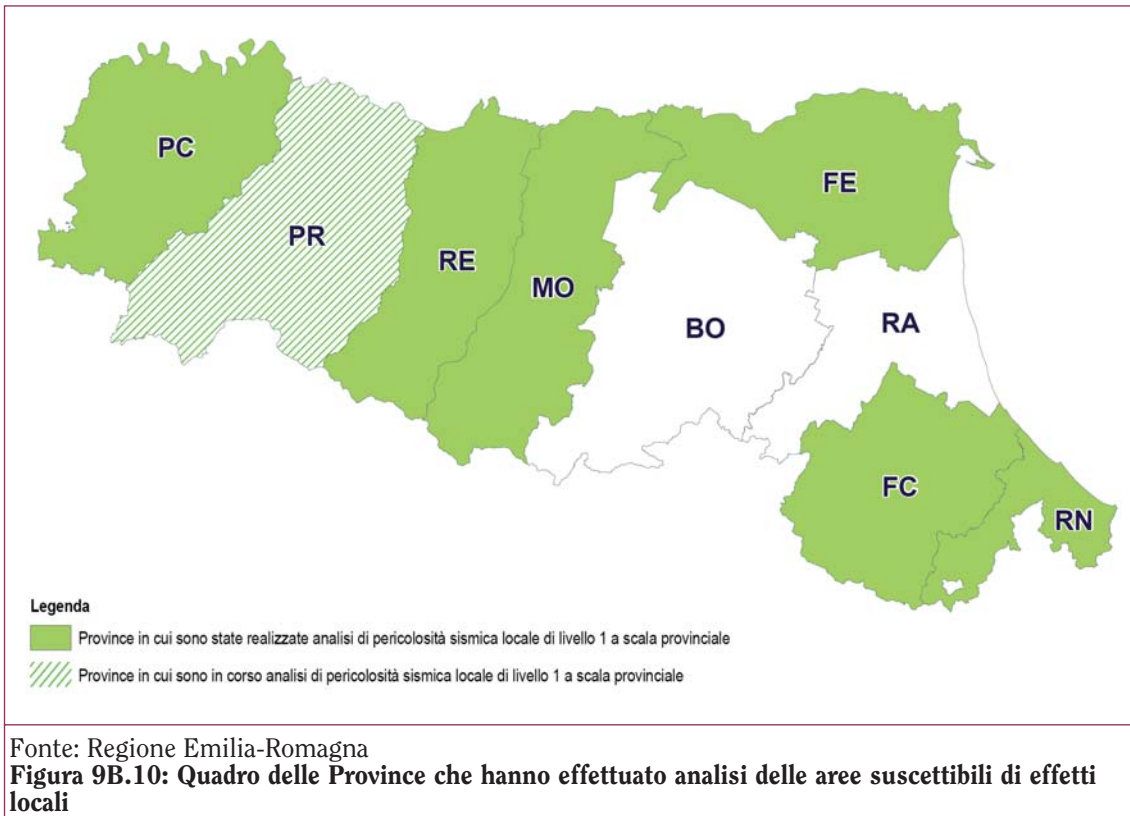 PC
PR
RE
MO
FE
BO
RA
FC
RN
Legenda
Province in cui sono state realizzate analisi di pericolosità sismica locale di livello 1 a scala provinciale
Province in cui sono in corso analisi di pericolosità sismica locale di livello 1 a scala provinciale
Fonte: Regione Emilia-Romagna
Figura 9B.10: Quadro delle Province che hanno effettuato analisi delle aree suscettibili di effetti
locali